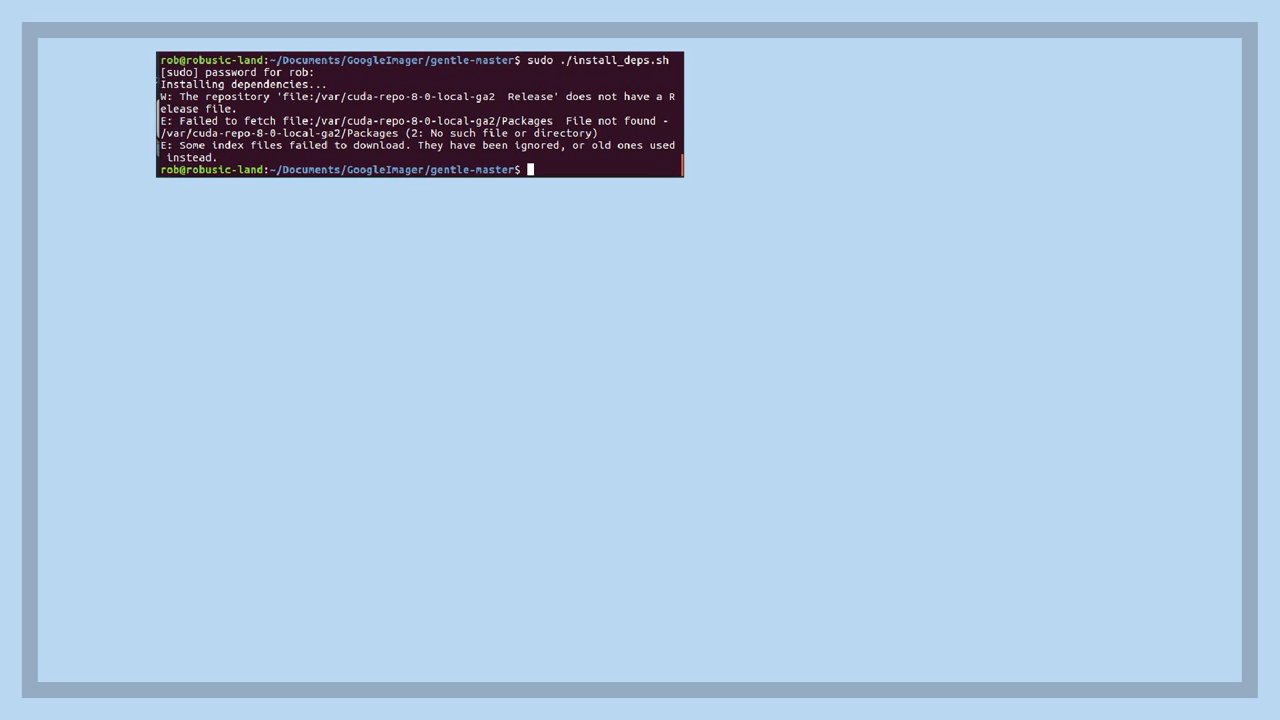 rob@robusic-land:~/Documents/GoogleImager/gentle-master$ sudo ./install_deps.sh
[sudo] password for rob:
Installing dependencies...
W: The repository 'file:/var/cuda-repo-8-0-local-ga2  Release' does not have a R
elease file.
E: Failed to fetch file:/var/cuda-repo-8-0-local-ga2/Packages  File not found -
/var/cuda-repo-8-0-local-ga2/Packages (2: No such file or directory)
E: Some index files failed to download. They have been ignored, or old ones used
 instead.
rob@robusic-land:~/Documents/GoogleImager/gentle-master$